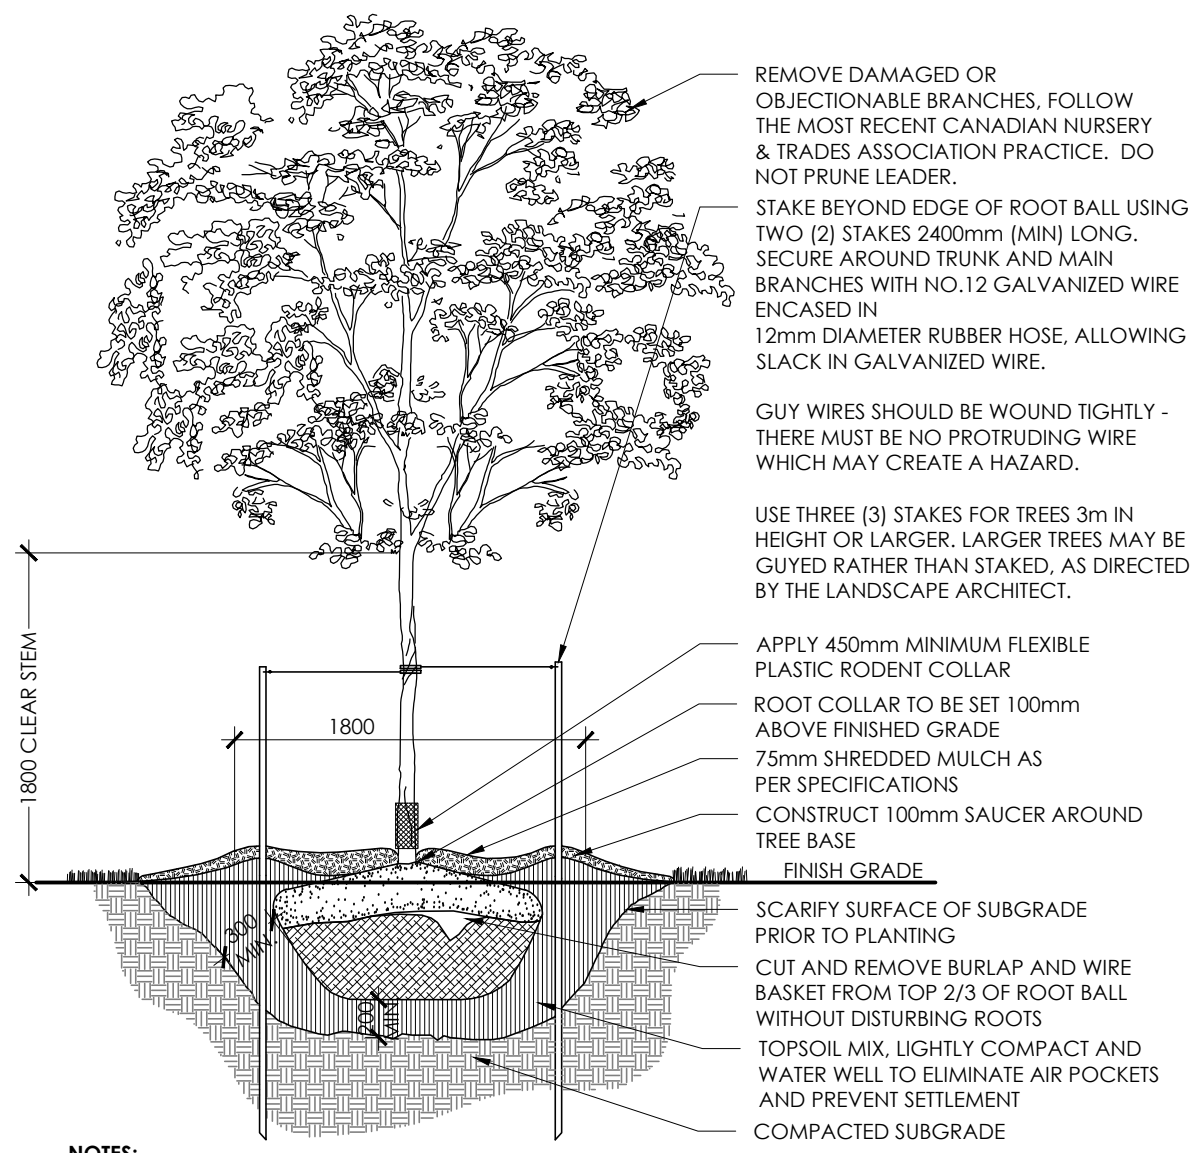 REMOVE DAMAGED OR
OBJECTIONABLE BRANCHES, FOLLOW
THE MOST RECENT CANADIAN NURSERY
& TRADES ASSOCIATION PRACTICE. DO
NOT PRUNE LEADER.
STAKE BEYOND EDGE OF ROOT BALL USING
TWO (2) STAKES 2400mm (MIN) LONG.
SECURE AROUND TRUNK AND MAIN
BRANCHES WITH NO.12 GALVANIZED WIRE
ENCASED IN
12mm DIAMETER RUBBER HOSE, ALLOWING
SLACK IN GALVANIZED WIRE.
GUY WIRES SHOULD BE WOUND TIGHTLY -
THERE MUST BE NO PROTRUDING WIRE
WHICH MAY CREATE A HAZARD.
USE THREE (3) STAKES FOR TREES 3m IN
HEIGHT OR LARGER. LARGER TREES MAY BE
GUYED RATHER THAN STAKED, AS DIRECTED
BY THE LANDSCAPE ARCHITECT.
1800 CLEAR STEM
APPLY 450mm MINIMUM FLEXIBLE
PLASTIC RODENT COLLAR
ROOT COLLAR TO BE SET 100mm
ABOVE FINISHED GRADE
1800
75mm SHREDDED MULCH AS
PER SPECIFICATIONS
CONSTRUCT 100mm SAUCER AROUND
TREE BASE
FINISH GRADE
SCARIFY SURFACE OF SUBGRADE
PRIOR TO PLANTING
300
MIN.
CUT AND REMOVE BURLAP AND WIRE
BASKET FROM TOP 2/3 OF ROOT BALL
WITHOUT DISTURBING ROOTS
200
MIN
TOPSOIL MIX, LIGHTLY COMPACT AND
WATER WELL TO ELIMINATE AIR POCKETS
AND PREVENT SETTLEMENT
COMPACTED SUBGRADE
NOTES: